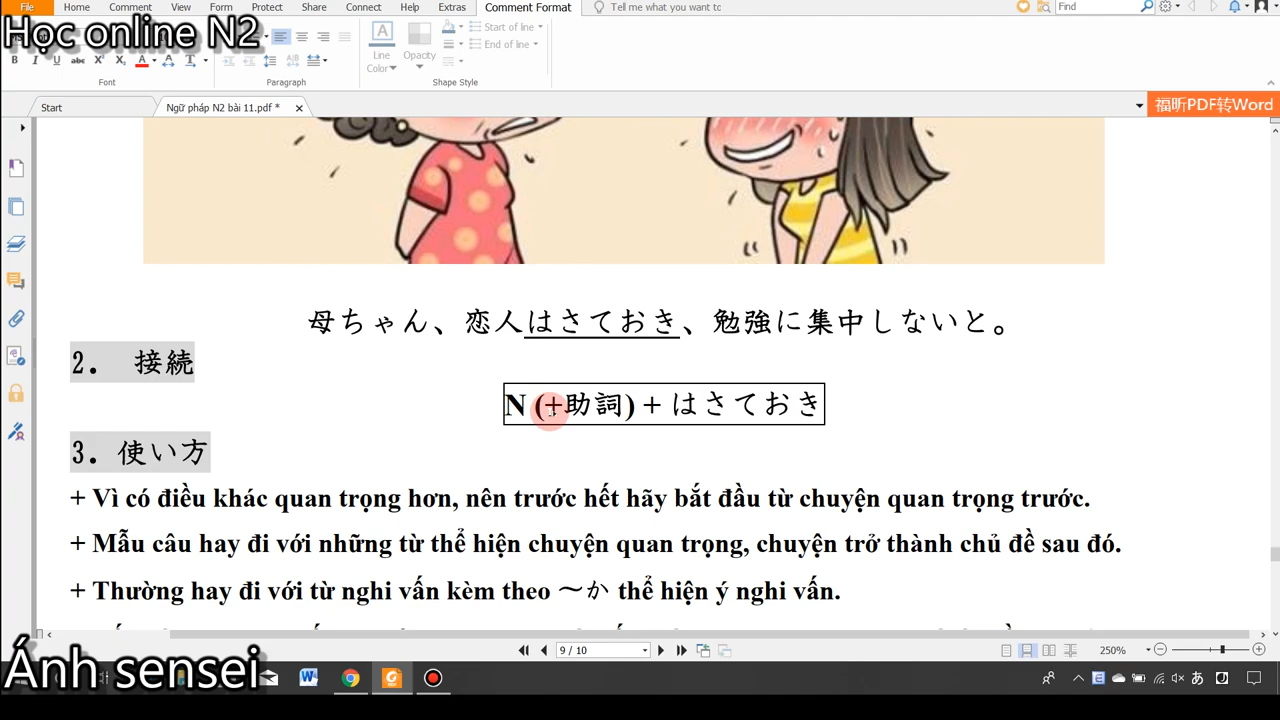 File Home Comment View Form Protect Share Connect Help Extras Comment Format Tell me what you want tc Find
Học online N2
Start of line
End of line
Line Color
Opacity
Font Paragraph Shape Style
Start Ngữ pháp N2 bài 11.pdf * 福昕PDF转Word
母ちゃん、恋人はさておき、勉強に集中しないと。
2. 接続
N (+助詞) + はさておき
3. 使い方
+ Vì có điều khác quan trọng hơn, nên trước hết hãy bắt đầu từ chuyện quan trọng trước.
+ Mẫu câu hay đi với những từ thể hiện chuyện quan trọng, chuyện trở thành chủ đề sau đó.
+ Thường hay đi với từ nghi vấn kèm theo ～か thể hiện ý nghi vấn.
9 / 10 250%
Ánh sensei